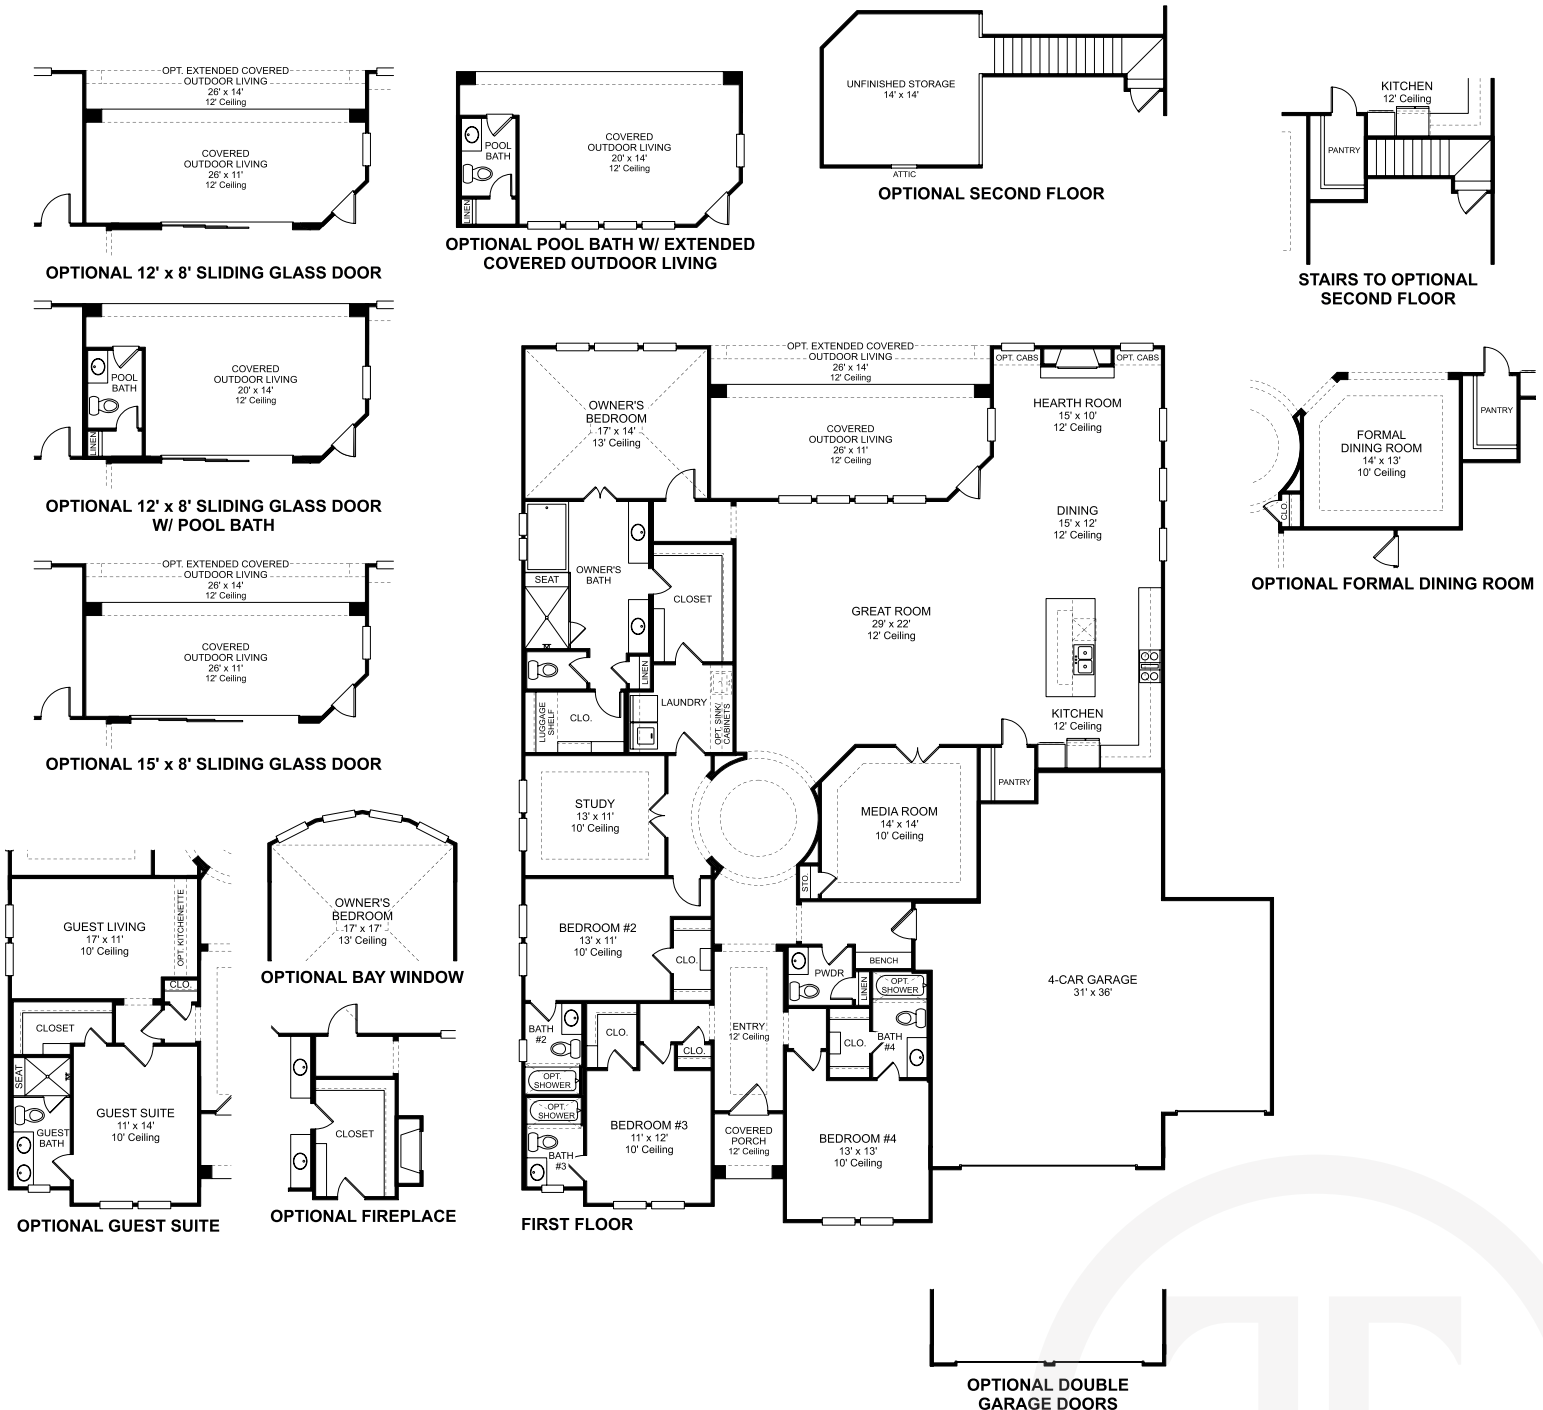 OPT. EXTENDED COVERED
OUTDOOR LIVING
26' x 14'
12' Ceiling
COVERED
OUTDOOR LIVING
26' x 11'
12' Ceiling
OPTIONAL 12' x 8' SLIDING GLASS DOOR
POOL
BATH
LINEN
COVERED
OUTDOOR LIVING
20' x 14'
12' Ceiling
OPTIONAL POOL BATH W/ EXTENDED
COVERED OUTDOOR LIVING
UNFINISHED STORAGE
14' x 14'
ATTIC
OPTIONAL SECOND FLOOR
KITCHEN
12' Ceiling
PANTRY
STAIRS TO OPTIONAL
SECOND FLOOR
POOL
BATH
LINEN
COVERED
OUTDOOR LIVING
20' x 14'
12' Ceiling
OPTIONAL 12' x 8' SLIDING GLASS DOOR
W/ POOL BATH
OPT. EXTENDED COVERED
OUTDOOR LIVING
26' x 14'
12' Ceiling
COVERED
OUTDOOR LIVING
26' x 11'
12' Ceiling
OPTIONAL 15' x 8' SLIDING GLASS DOOR
FORMAL
DINING ROOM
14' x 13'
10' Ceiling
PANTRY
CLO.
OPTIONAL FORMAL DINING ROOM
OWNER'S
BEDROOM
17' x 14'
13' Ceiling
OPT. EXTENDED COVERED
OUTDOOR LIVING
26' x 14'
12' Ceiling
COVERED
OUTDOOR LIVING
26' x 11'
12' Ceiling
OPT. CABS
OPT. CABS
HEARTH ROOM
15' x 10'
12' Ceiling
DINING
15' x 12'
12' Ceiling
OWNER'S
BATH
SEAT
CLOSET
GREAT ROOM
29' x 22'
12' Ceiling
LINEN
LUGGAGE
SHELF
CLO.
LAUNDRY
OPT. SINK/
CABINETS
KITCHEN
12' Ceiling
PANTRY
STUDY
13' x 11'
10' Ceiling
MEDIA ROOM
14' x 14'
10' Ceiling
STO.
BEDROOM #2
13' x 11'
10' Ceiling
CLO.
PWDR
BENCH
LINEN
OPT.
SHOWER
4-CAR GARAGE
31' x 36'
BATH
#2
CLO.
CLO.
ENTRY
12' Ceiling
CLO.
BATH
#4
OPT.
SHOWER
OPT.
SHOWER
BATH
#3
BEDROOM #3
11' x 12'
10' Ceiling
COVERED
PORCH
12' Ceiling
BEDROOM #4
13' x 13'
10' Ceiling
FIRST FLOOR
GUEST LIVING
17' x 11'
10' Ceiling
OPT. KITCHENETTE
CLO.
CLOSET
SEAT
GUEST
BATH
GUEST SUITE
11' x 14'
10' Ceiling
OPTIONAL GUEST SUITE
OWNER'S
BEDROOM
17' x 17'
13' Ceiling
OPTIONAL BAY WINDOW
CLOSET
OPTIONAL FIREPLACE
OPTIONAL DOUBLE
GARAGE DOORS